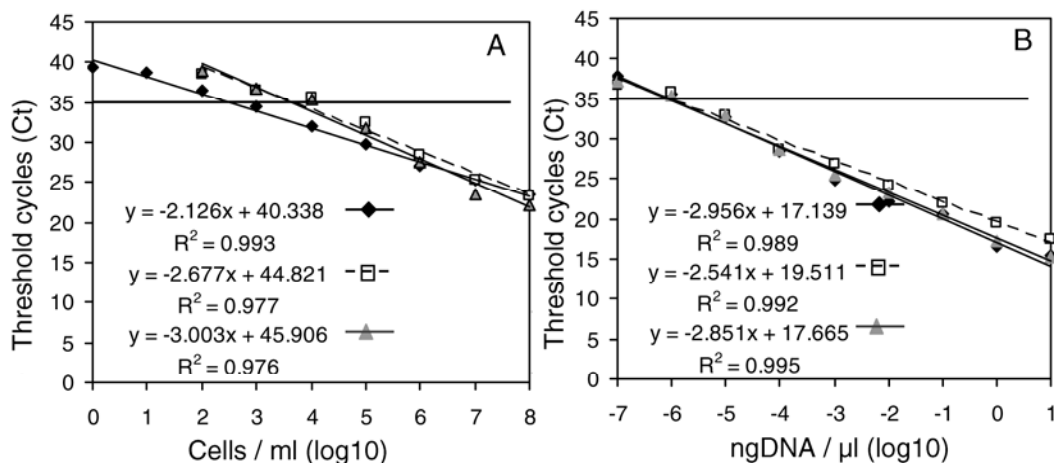 A
45
40
35
30
25
20
15
10
5
0
Threshold cycles (Ct)
y = -2.126x + 40.338
R² = 0.993
y = -2.677x + 44.821
R² = 0.977
y = -3.003x + 45.906
R² = 0.976
0 1 2 3 4 5 6 7 8
Cells / ml (log10)
B
45
40
35
30
25
20
15
10
5
0
Threshold cycles (Ct)
y = -2.956x + 17.139
R² = 0.989
y = -2.541x + 19.511
R² = 0.992
y = -2.851x + 17.665
R² = 0.995
-7 -6 -5 -4 -3 -2 -1 0 1
ngDNA / µl (log10)